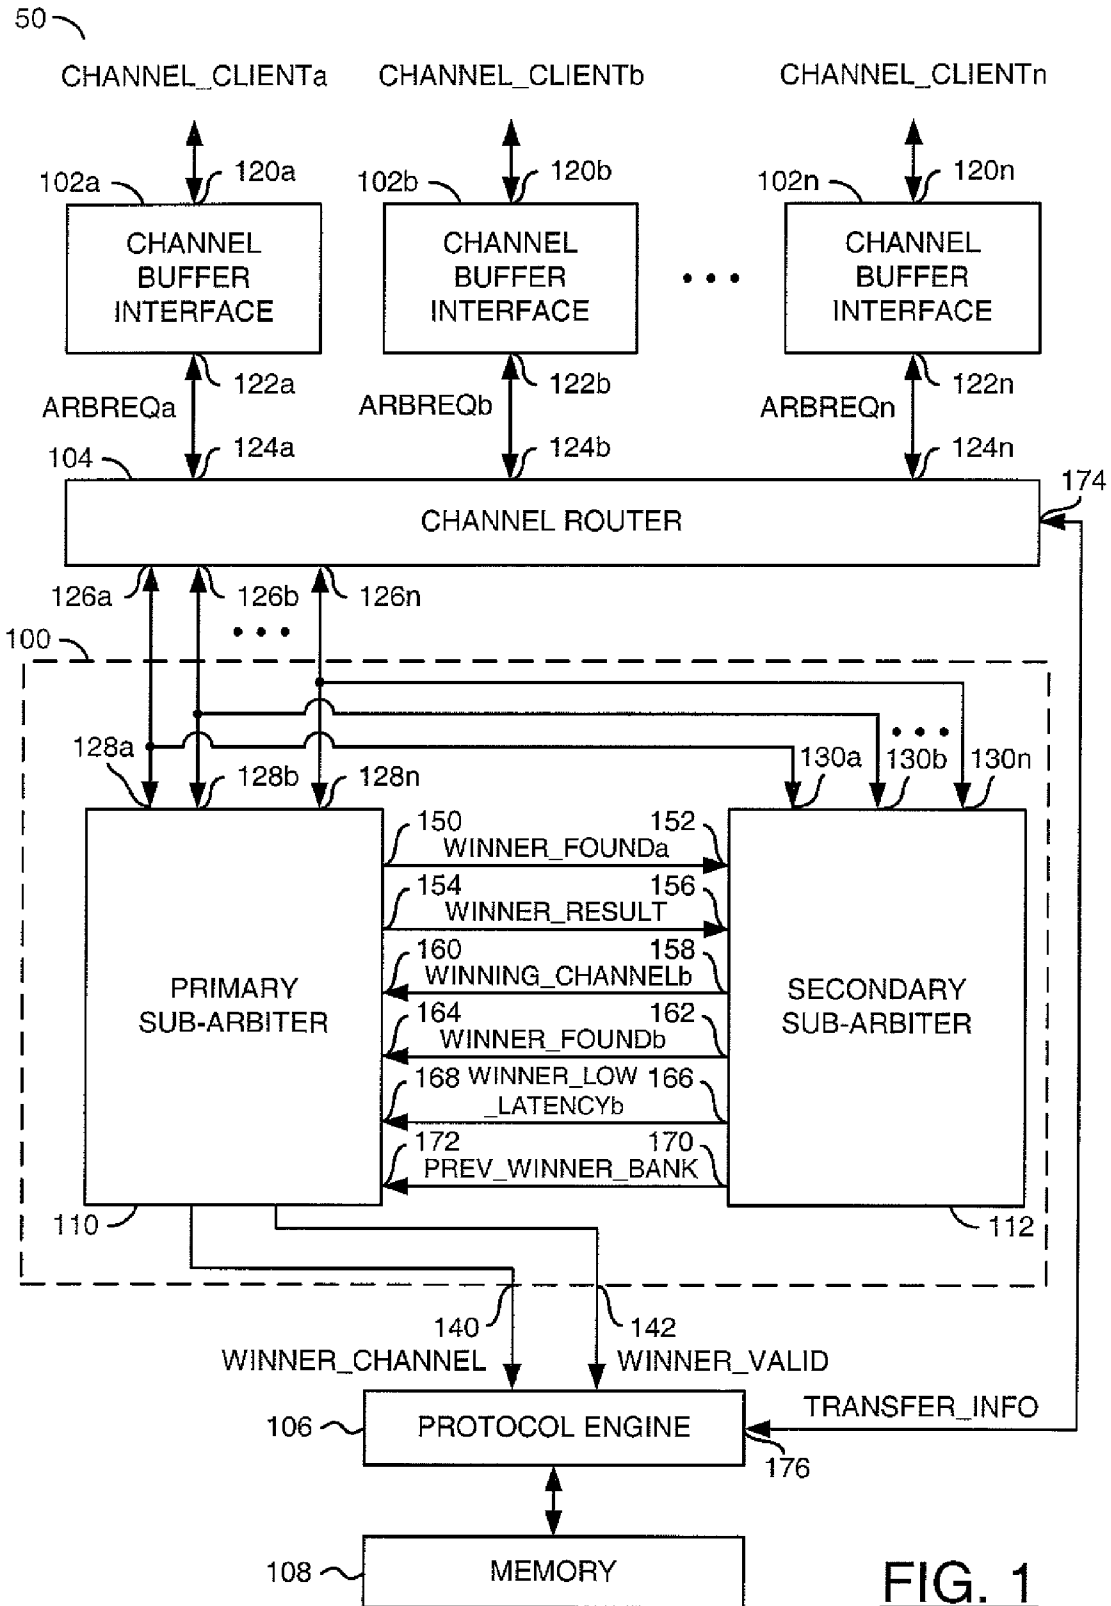 50
CHANNEL_CLIENTa CHANNEL_CLIENTb CHANNEL_CLIENTn
102a 120a 102b 120b 102n 120n
CHANNEL BUFFER INTERFACE
CHANNEL BUFFER INTERFACE
CHANNEL BUFFER INTERFACE
122a 122b 122n
ARBREQa ARBREQb ARBREQn
104 124a 124b 124n
174
CHANNEL ROUTER
126a 126b 126n
100
128a 128b 128n 130a 130b 130n
150 152
WINNER_FOUNDa
154 156
WINNER_RESULT
160 158
WINNING_CHANNELb
PRIMARY
SUB-ARBITER
SECONDARY
SUB-ARBITER
164 162
WINNER_FOUNDb
168 WINNER_LOW 166
_LATENCYb
172 170
PREV_WINNER_BANK
110 112
140 142
WINNER_CHANNEL WINNER_VALID
TRANSFER_INFO
106 PROTOCOL ENGINE
176
108 MEMORY
FIG. 1